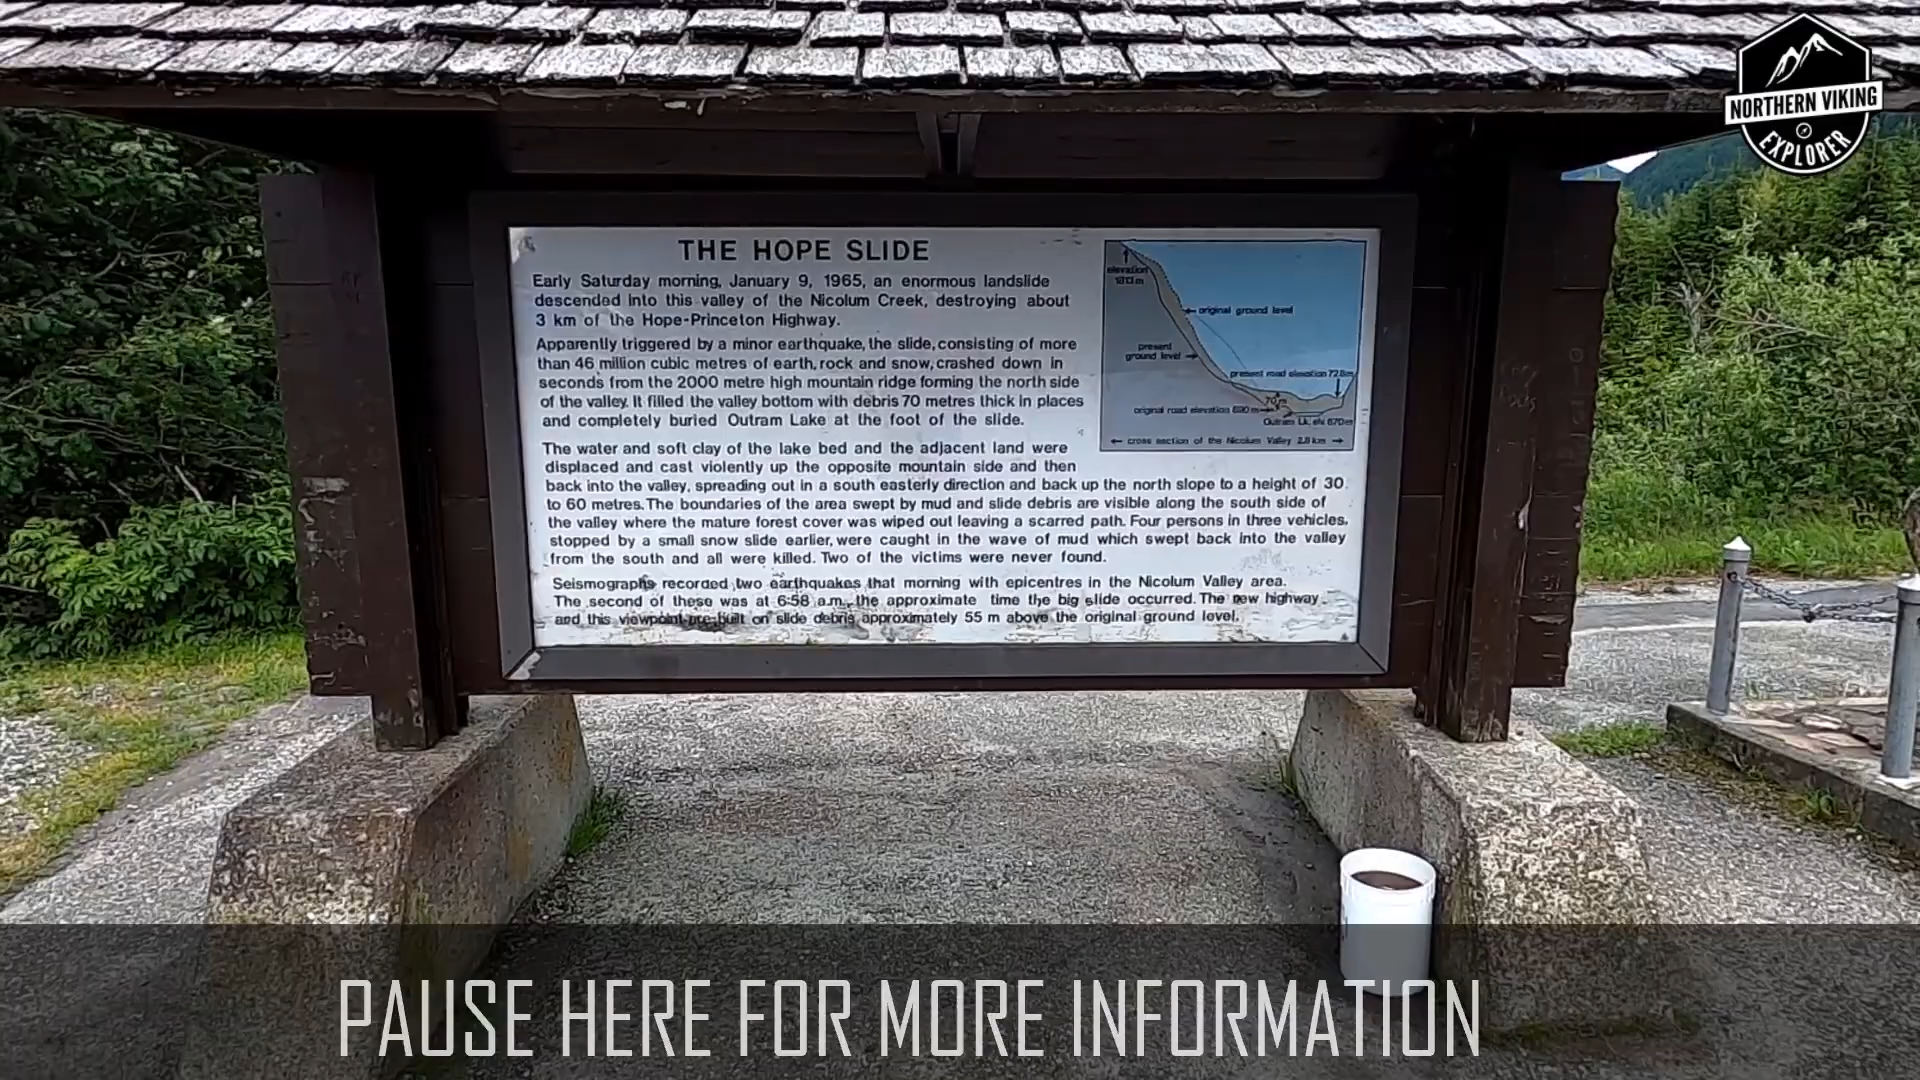 NORTHERN VIKING
EXPLORER
THE HOPE SLIDE
Early Saturday morning, January 9, 1965, an enormous landslide
descended into this valley of the Nicolum Creek, destroying about
3 km of the Hope-Princeton Highway.
Apparently triggered by a minor earthquake, the slide, consisting of more
than 46 million cubic metres of earth, rock and snow, crashed down in
seconds from the 2000 metre high mountain ridge forming the north side
of the valley. It filled the valley bottom with debris 70 metres thick in places
and completely buried Outram Lake at the foot of the slide.
The water and soft clay of the lake bed and the adjacent land were
displaced and cast violently up the opposite mountain side and then
back into the valley, spreading out in a south easterly direction and back up the north slope to a height of 30
to 60 metres. The boundaries of the area swept by mud and slide debris are visible along the south side of
the valley where the mature forest cover was wiped out leaving a scarred path. Four persons in three vehicles,
stopped by a small snow slide earlier, were caught in the wave of mud which swept back into the valley
from the south and all were killed. Two of the victims were never found.
Seismographs recorded two earthquakes that morning with epicentres in the Nicolum Valley area.
The second of these was at 6:58 a.m., the approximate time the big slide occurred. The new highway
and this viewpoint are built on slide debris approximately 55 m above the original ground level.
elevation
original ground level
present
ground level
present road elevation 728m
70 m
original road elevation 690 m
Outram Lk. elv. 670m
cross section of the Nicolum Valley 2.8 km
PAUSE HERE FOR MORE INFORMATION